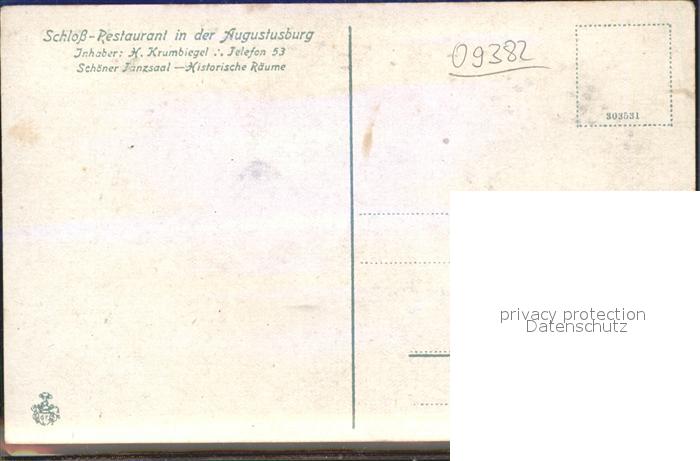 Schloß-Restaurant in der Augustusburg
Inhaber: H. Krumbiegel ∴ Telefon 53
Schöner Tanzsaal — Historische Räume
09382
303531
privacy protection
Datenschutz